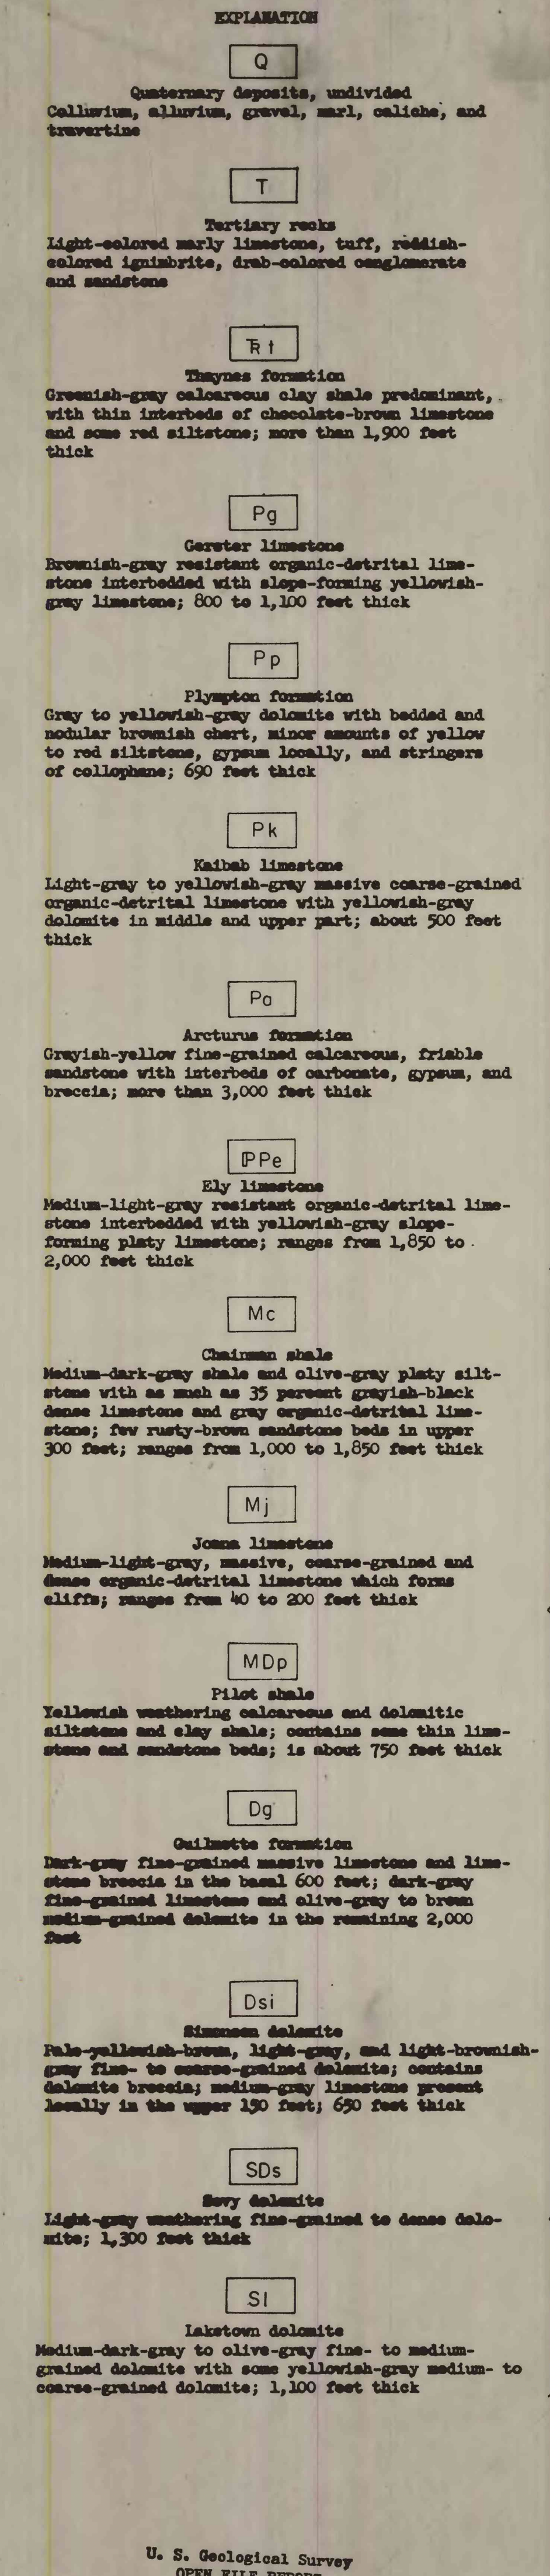 EXPLANATION
Q
Quaternary deposits, undivided
Colluvium, alluvium, gravel, marl, caliche, and
travertine
T
Tertiary rocks
Light-colored marly limestone, tuff, reddish-
colored ignimbrite, drab-colored conglomerate
and sandstone
TRt
Thaynes formation
Greenish-gray calcareous clay shale predominant,
with thin interbeds of chocolate-brown limestone
and some red siltstone; more than 1,900 feet
thick
Pg
Gerster limestone
Brownish-gray resistant organic-detrital lime-
stone interbedded with slope-forming yellowish-
gray limestone; 800 to 1,100 feet thick
Pp
Plympton formation
Gray to yellowish-gray dolomite with bedded and
nodular brownish chert, minor amounts of yellow
to red siltstone, gypsum locally, and stringers
of collophane; 690 feet thick
Pk
Kaibab limestone
Light-gray to yellowish-gray massive coarse-grained
organic-detrital limestone with yellowish-gray
dolomite in middle and upper part; about 500 feet
thick
Pa
Arcturus formation
Grayish-yellow fine-grained calcareous, friable
sandstone with interbeds of carbonate, gypsum, and
breccia; more than 3,000 feet thick
PPe
Ely limestone
Medium-light-gray resistant organic-detrital lime-
stone interbedded with yellowish-gray slope-
forming platy limestone; ranges from 1,850 to
2,000 feet thick
Mc
Chainman shale
Medium-dark-gray shale and olive-gray platy silt-
stone with as much as 35 percent grayish-black
dense limestone and gray organic-detrital lime-
stone; few rusty-brown sandstone beds in upper
300 feet; ranges from 1,000 to 1,850 feet thick
Mj
Joana limestone
Medium-light-gray, massive, coarse-grained and
dense organic-detrital limestone which forms
cliffs; ranges from 40 to 200 feet thick
MDp
Pilot shale
Yellowish weathering calcareous and dolomitic
siltstone and clay shale; contains some thin lime-
stone and sandstone beds; is about 750 feet thick
Dg
Guilmette formation
Dark-gray fine-grained massive limestone and lime-
stone breccia in the basal 600 feet; dark-gray
fine-grained limestone and olive-gray to brown
medium-grained dolomite in the remaining 2,000
feet
Dsi
Simonson dolomite
Pale-yellowish-brown, light-gray, and light-brownish-
gray fine- to coarse-grained dolomite; contains
dolomite breccia; medium-gray limestone present
locally in the upper 150 feet; 650 feet thick
SDs
Sevy dolomite
Light-gray weathering fine-grained to dense dolo-
mite; 1,300 feet thick
Sl
Laketown dolomite
Medium-dark-gray to olive-gray fine- to medium-
grained dolomite with some yellowish-gray medium- to
coarse-grained dolomite; 1,100 feet thick
U. S. Geological Survey
OPEN FILE REPORT